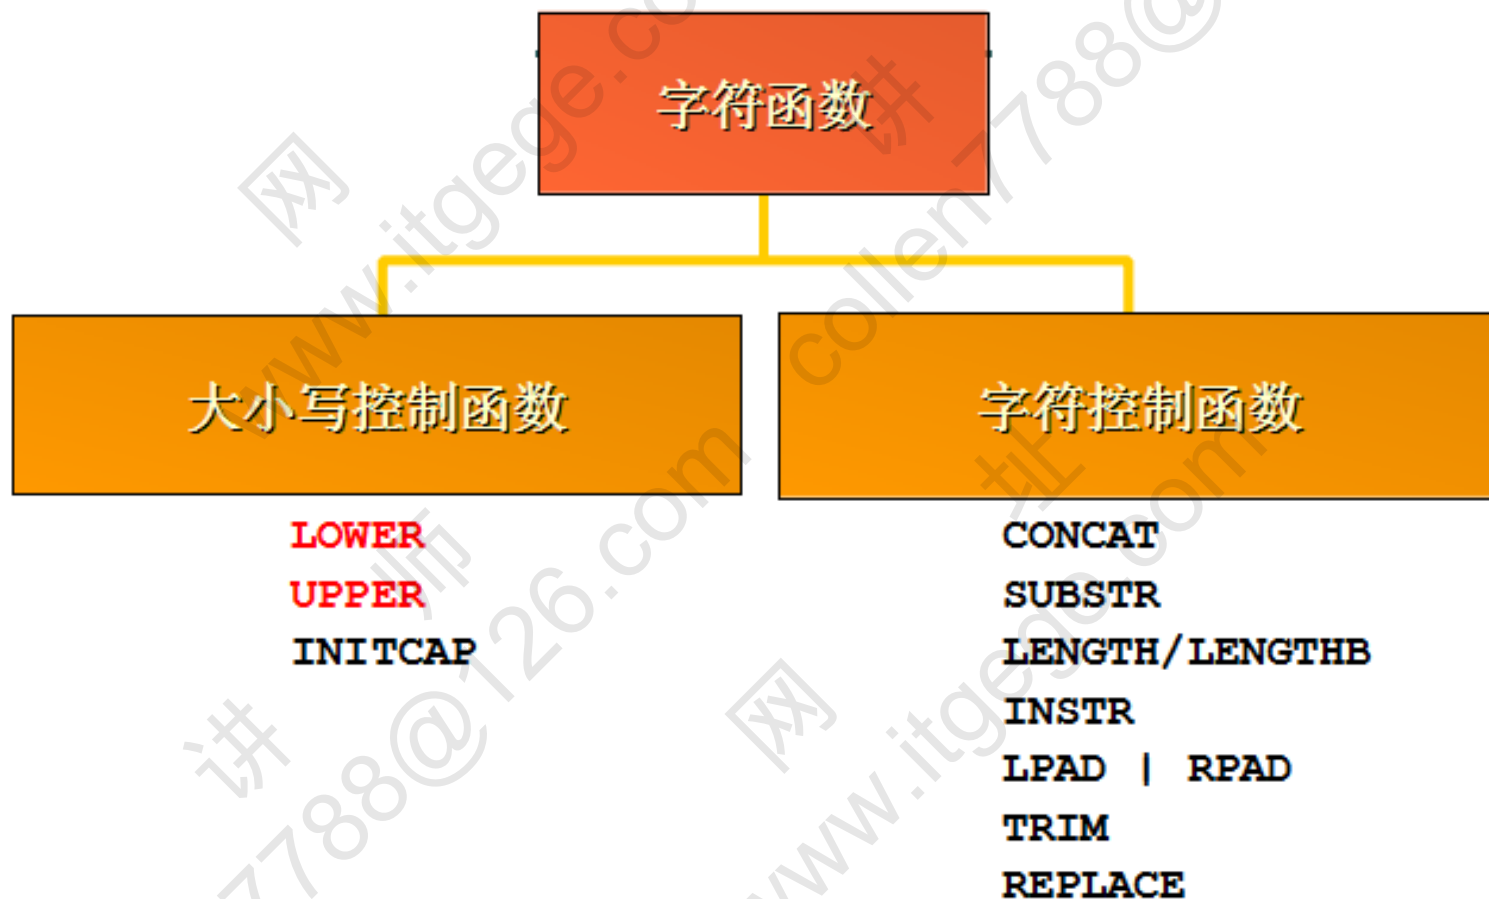 字符函数
大小写控制函数
字符控制函数
LOWER
UPPER
INITCAP
CONCAT
SUBSTR
LENGTH/LENGTHB
INSTR
LPAD | RPAD
TRIM
REPLACE